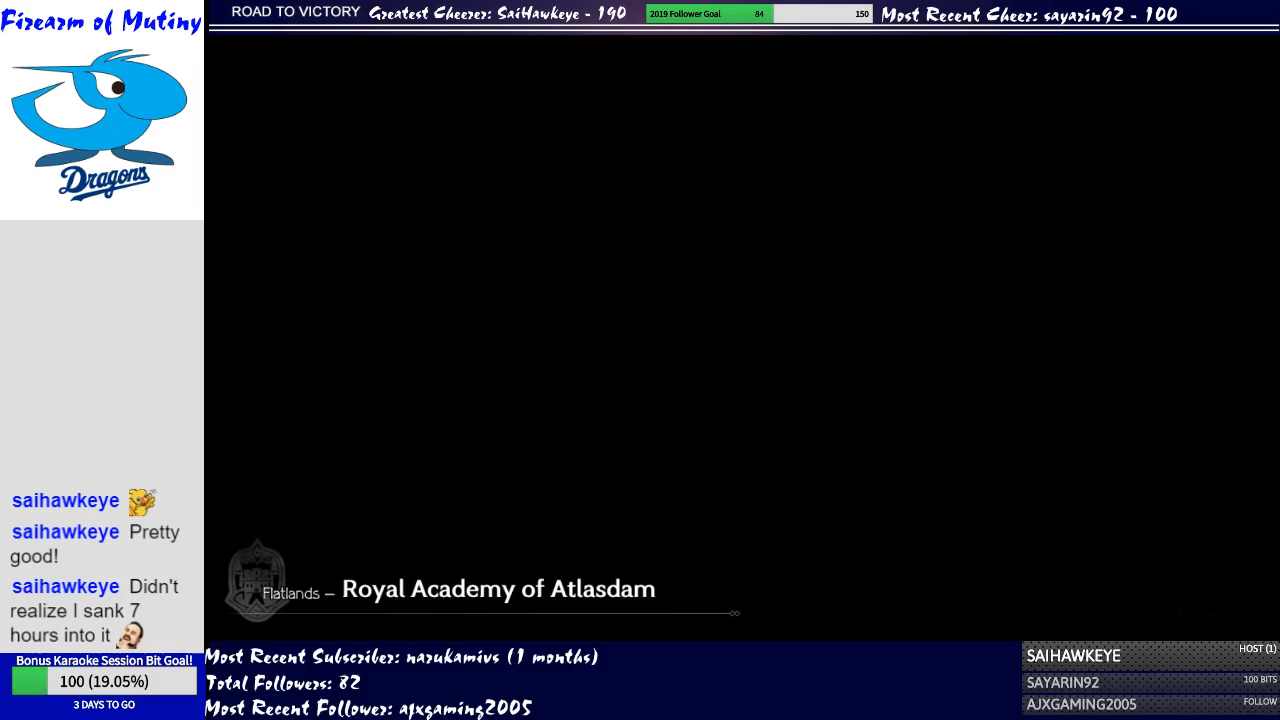 Firearm of Mutiny
Dragons
ROAD TO VICTORY Greatest Cheerer: SaiHawkeye - 190
2019 Follower Goal 84 150
Most Recent Cheer: sayarin92 - 100
saihawkeye
saihawkeye Pretty
good!
saihawkeye Didn't
realize I sank 7
hours into it
Bonus Karaoke Session Bit Goal!
100 (19.05%)
3 DAYS TO GO
Flatlands – Royal Academy of Atlasdam
Most Recent Subscriber: narukamivs (1 months)
Total Followers: 82
Most Recent Follower: ajxgaming2005
SAIHAWKEYE HOST (1)
SAYARIN92 100 BITS
AJXGAMING2005 FOLLOW